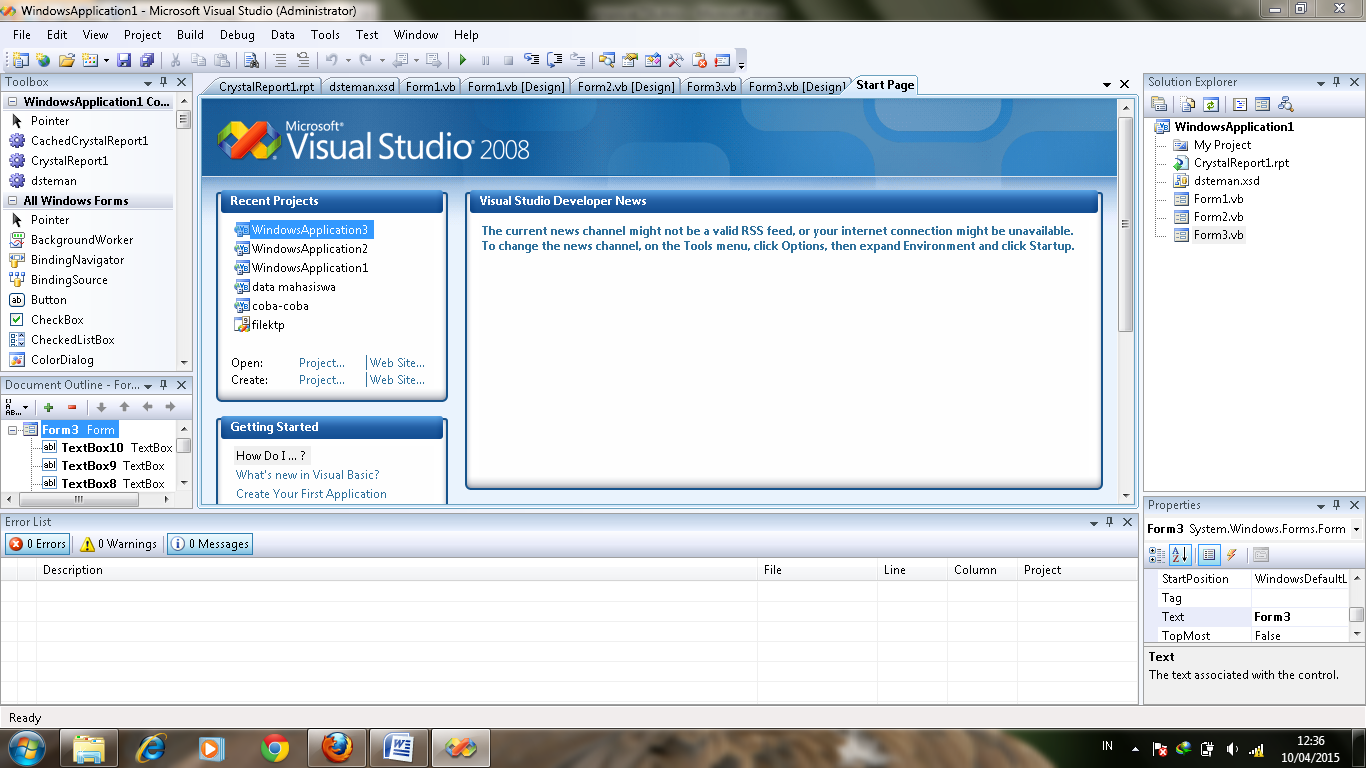 WindowsApplication1 - Microsoft Visual Studio (Administrator)
File Edit View Project Build Debug Data Tools Test Window Help
Toolbox
WindowsApplication1 Co...
Pointer
CachedCrystalReport1
CrystalReport1
dsteman
All Windows Forms
Pointer
BackgroundWorker
BindingNavigator
BindingSource
Button
CheckBox
CheckedListBox
ColorDialog
Document Outline - For...
Form3 Form
TextBox10 TextBox
TextBox9 TextBox
TextBox8 TextBox
CrystalReport1.rpt dsteman.xsd Form1.vb Form1.vb [Design] Form2.vb [Design] Form3.vb Form3.vb [Design] Start Page
Microsoft®
Visual Studio® 2008
Recent Projects
WindowsApplication3
WindowsApplication2
WindowsApplication1
data mahasiswa
coba-coba
filektp
Open: Project... Web Site...
Create: Project... Web Site...
Getting Started
How Do I ... ?
What's new in Visual Basic?
Create Your First Application
Visual Studio Developer News
The current news channel might not be a valid RSS feed, or your internet connection might be unavailable.
To change the news channel, on the Tools menu, click Options, then expand Environment and click Startup.
Solution Explorer
WindowsApplication1
My Project
CrystalReport1.rpt
dsteman.xsd
Form1.vb
Form2.vb
Form3.vb
Error List
0 Errors 0 Warnings 0 Messages
Description File Line Column Project
Properties
Form3 System.Windows.Forms.Form
StartPosition WindowsDefaultL
Tag
Text Form3
TopMost False
Text
The text associated with the control.
Ready
IN
12:36
10/04/2015